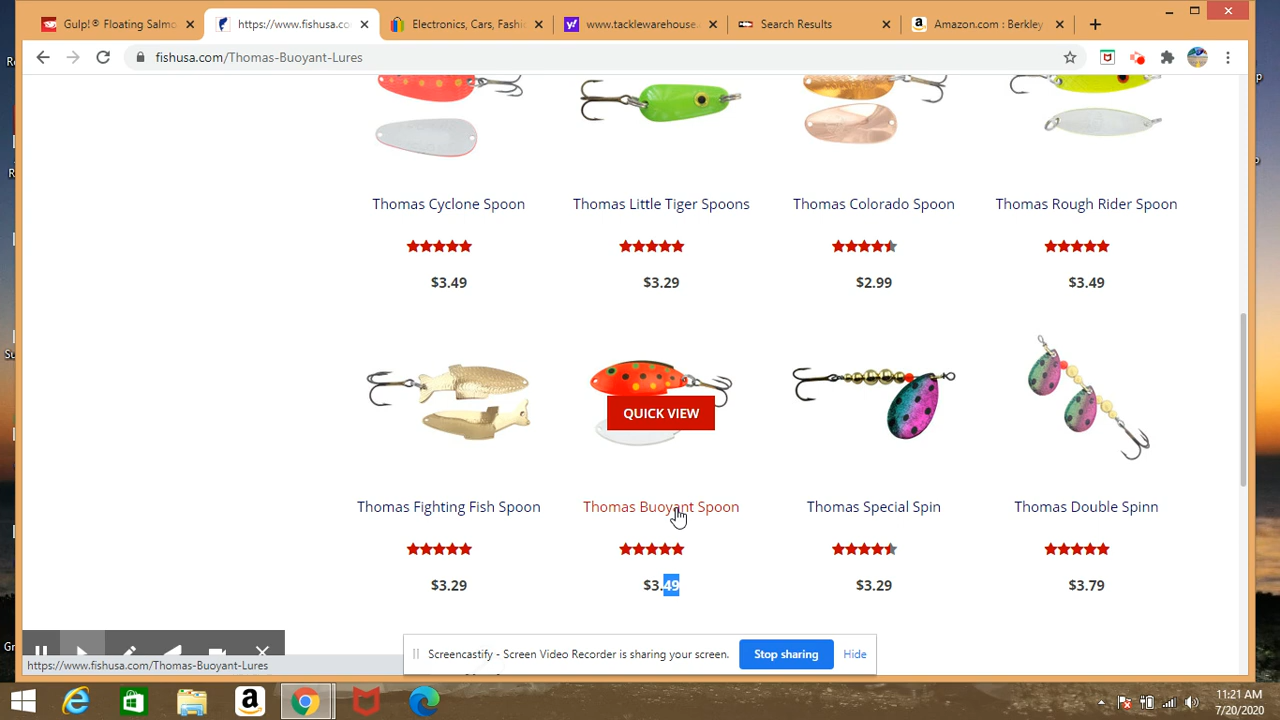 Gulp! ® Floating Salmo
https://www.fishusa.co
Electronics, Cars, Fashi
www.tacklewarehouse.
Search Results
Amazon.com : Berkley
fishusa.com/Thomas-Buoyant-Lures
Thomas Cyclone Spoon
Thomas Little Tiger Spoons
Thomas Colorado Spoon
Thomas Rough Rider Spoon
$3.49
$3.29
$2.99
$3.49
QUICK VIEW
Thomas Fighting Fish Spoon
Thomas Buoyant Spoon
Thomas Special Spin
Thomas Double Spinn
$3.29
$3.49
$3.29
$3.79
Screencastify - Screen Video Recorder is sharing your screen.
Stop sharing
Hide
https://www.fishusa.com/Thomas-Buoyant-Lures
11:21 AM
7/20/2020